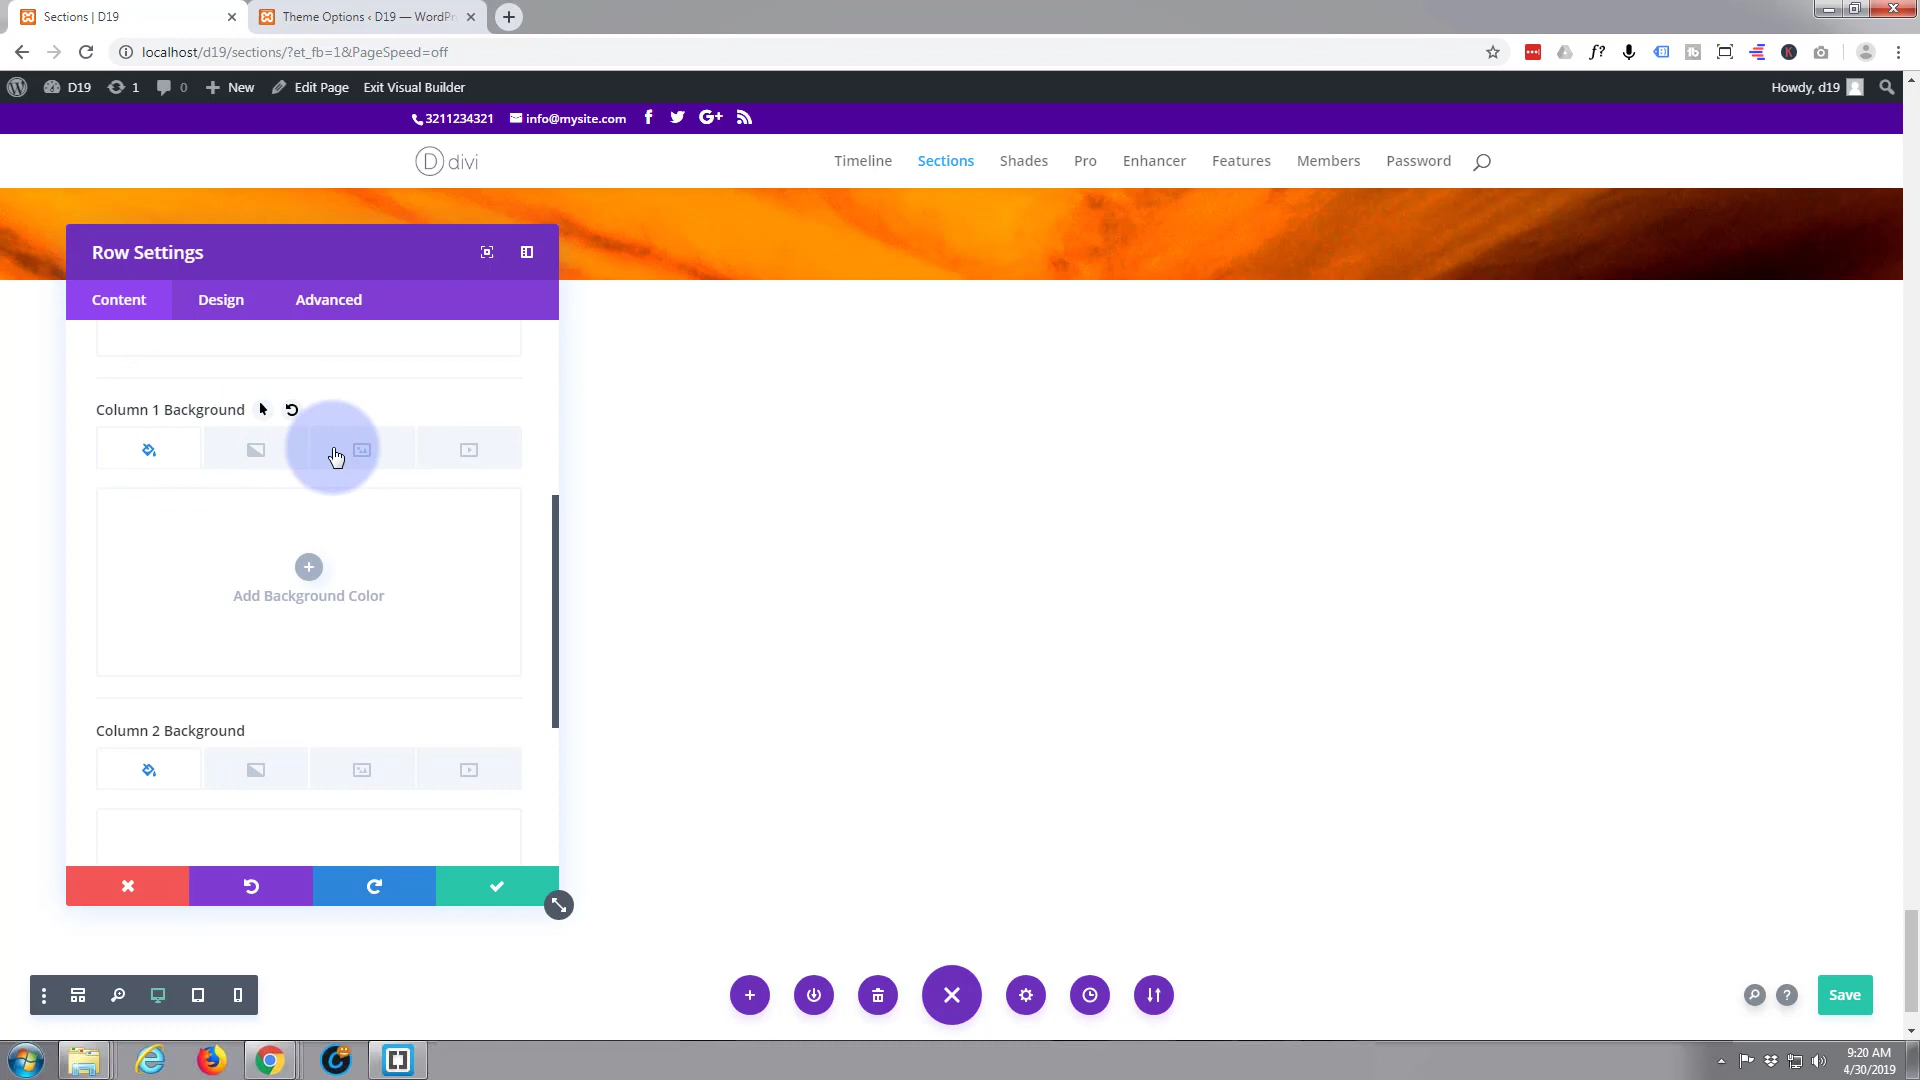 Sections | D19
Theme Options ‹ D19 — WordPr
localhost/d19/sections/?et_fb=1&PageSpeed=off
D19
1
0
New
Edit Page
Exit Visual Builder
Howdy, d19
3211234321
info@mysite.com
D divi
Timeline
Sections
Shades
Pro
Enhancer
Features
Members
Password
Row Settings
Content
Design
Advanced
Column 1 Background
Add Background Color
Column 2 Background
Save
9:20 AM
4/30/2019